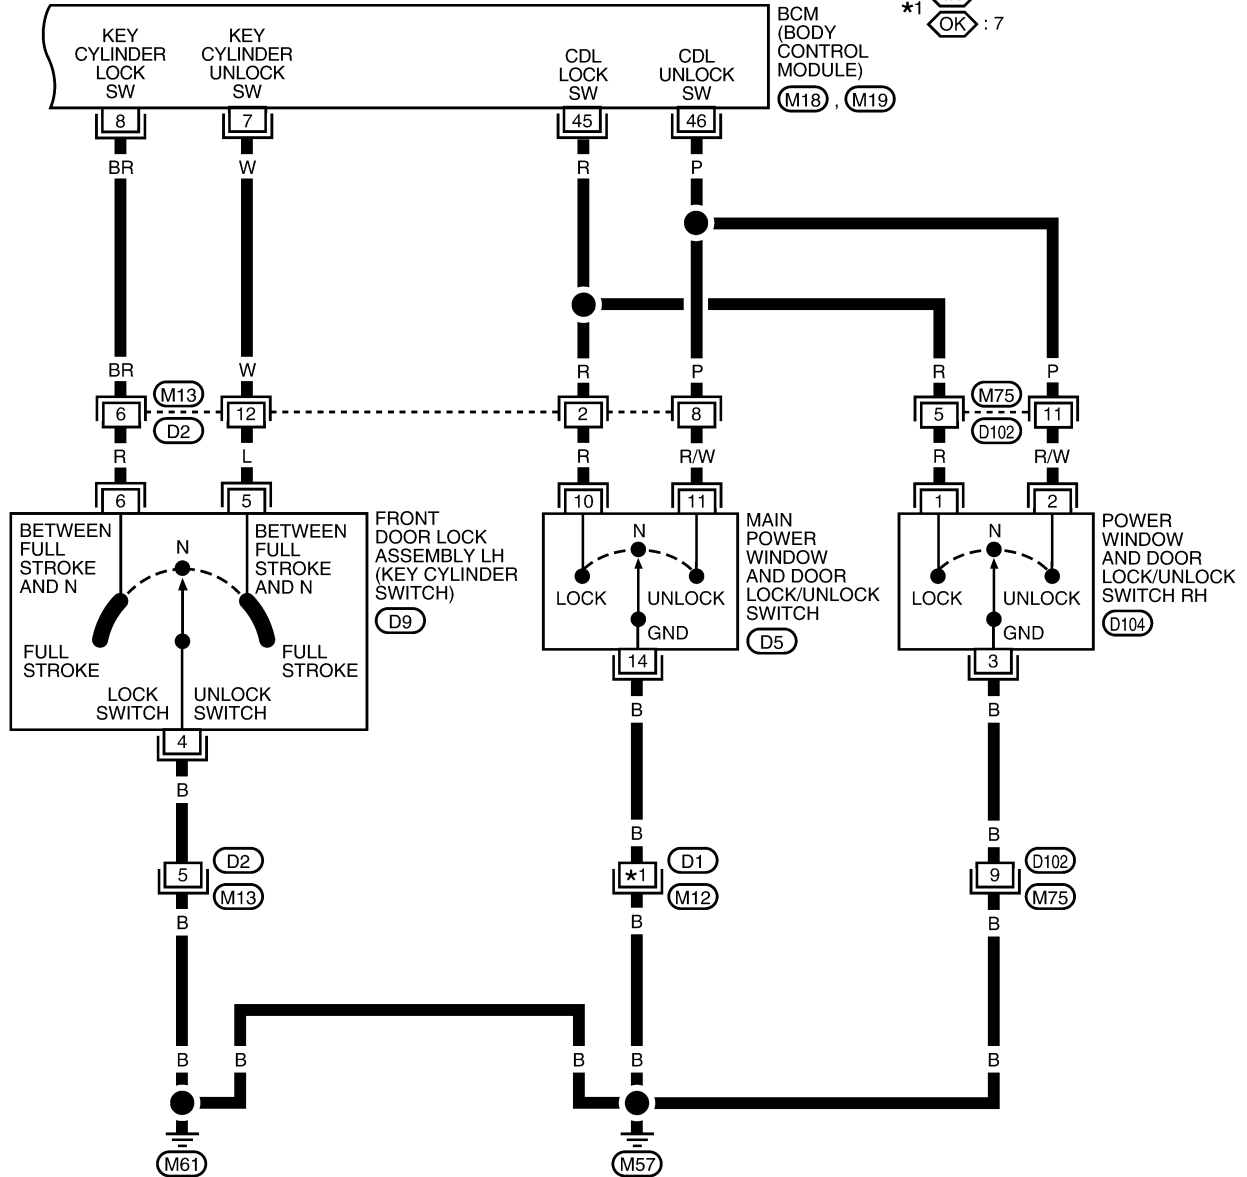 *1
OK : 7
BCM
(BODY
CONTROL
MODULE)
M18 , M19
KEY
CYLINDER
LOCK
SW
KEY
CYLINDER
UNLOCK
SW
CDL
LOCK
SW
CDL
UNLOCK
SW
8 7 45 46
BR W R P
BR W R P R P
M13 M75
6 12 2 8 5 11
D2 D102
R L R R/W R R/W
6 5 10 11 1 2
BETWEEN
FULL
STROKE
AND N
N
BETWEEN
FULL
STROKE
AND N
FULL
STROKE
FULL
STROKE
LOCK
SWITCH
UNLOCK
SWITCH
FRONT
DOOR LOCK
ASSEMBLY LH
(KEY CYLINDER
SWITCH)
D9
N
LOCK UNLOCK
GND
MAIN
POWER
WINDOW
AND DOOR
LOCK/UNLOCK
SWITCH
D5
N
LOCK UNLOCK
GND
POWER
WINDOW
AND DOOR
LOCK/UNLOCK
SWITCH RH
D104
4 14 3
B B B
B B
D2 D1 D102
5 *1 9
M13 M12 M75
B B B
B B B B B
M61 M57